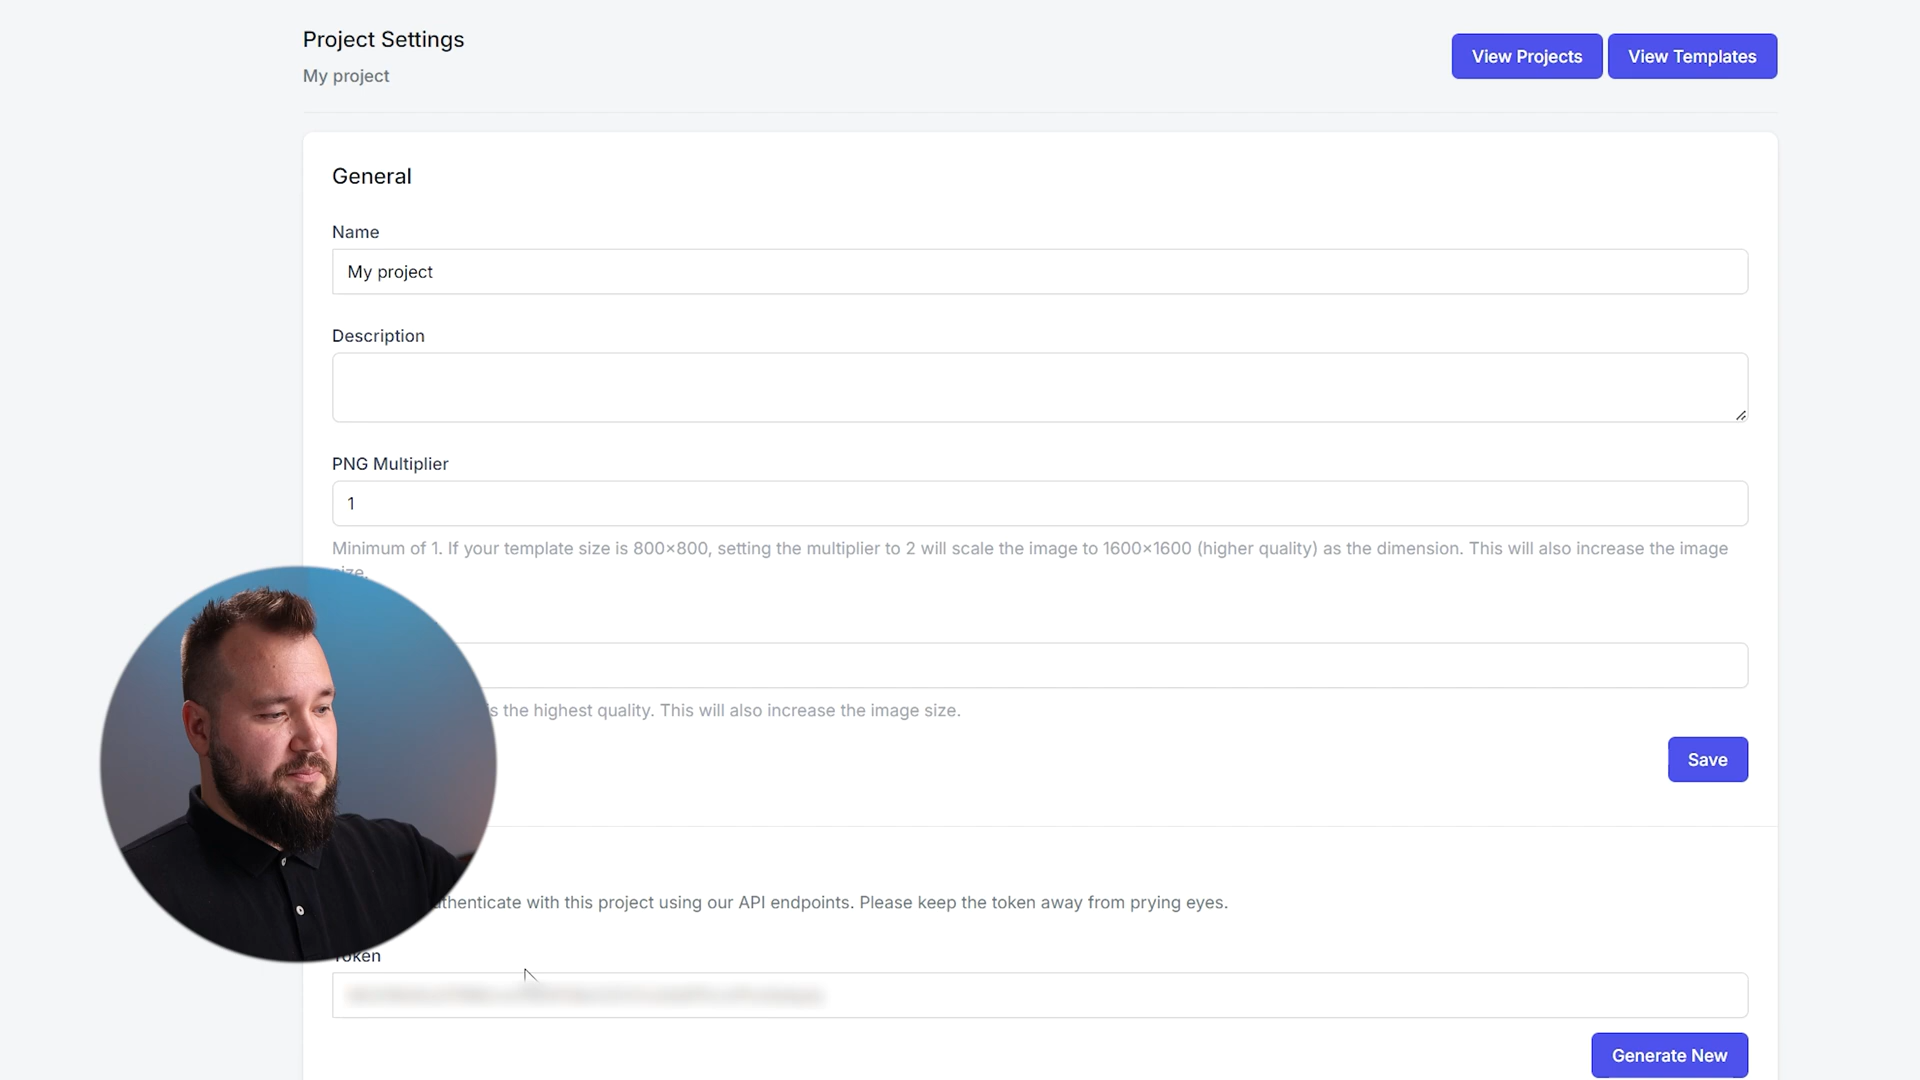 Project Settings
My project
View Projects
View Templates
General
Name
My project
Description
PNG Multiplier
1
Minimum of 1. If your template size is 800×800, setting the multiplier to 2 will scale the image to 1600×1600 (higher quality) as the dimension. This will also increase the image
size.
is the highest quality. This will also increase the image size.
Save
authenticate with this project using our API endpoints. Please keep the token away from prying eyes.
Token
Generate New